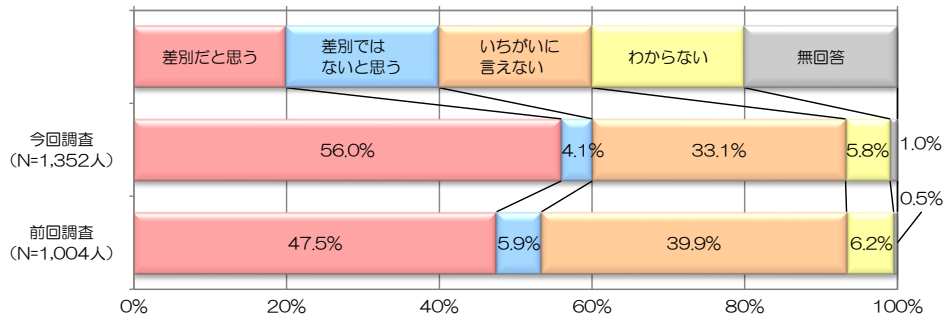 差別だと思う
差別では
ないと思う
いちがいに
言えない
わからない
無回答
今回調査
（N=1,352人）
56.0%
4.1%
33.1%
5.8%
1.0%
前回調査
（N=1,004人）
47.5%
5.9%
39.9%
6.2%
0.5%
0%
20%
40%
60%
80%
100%